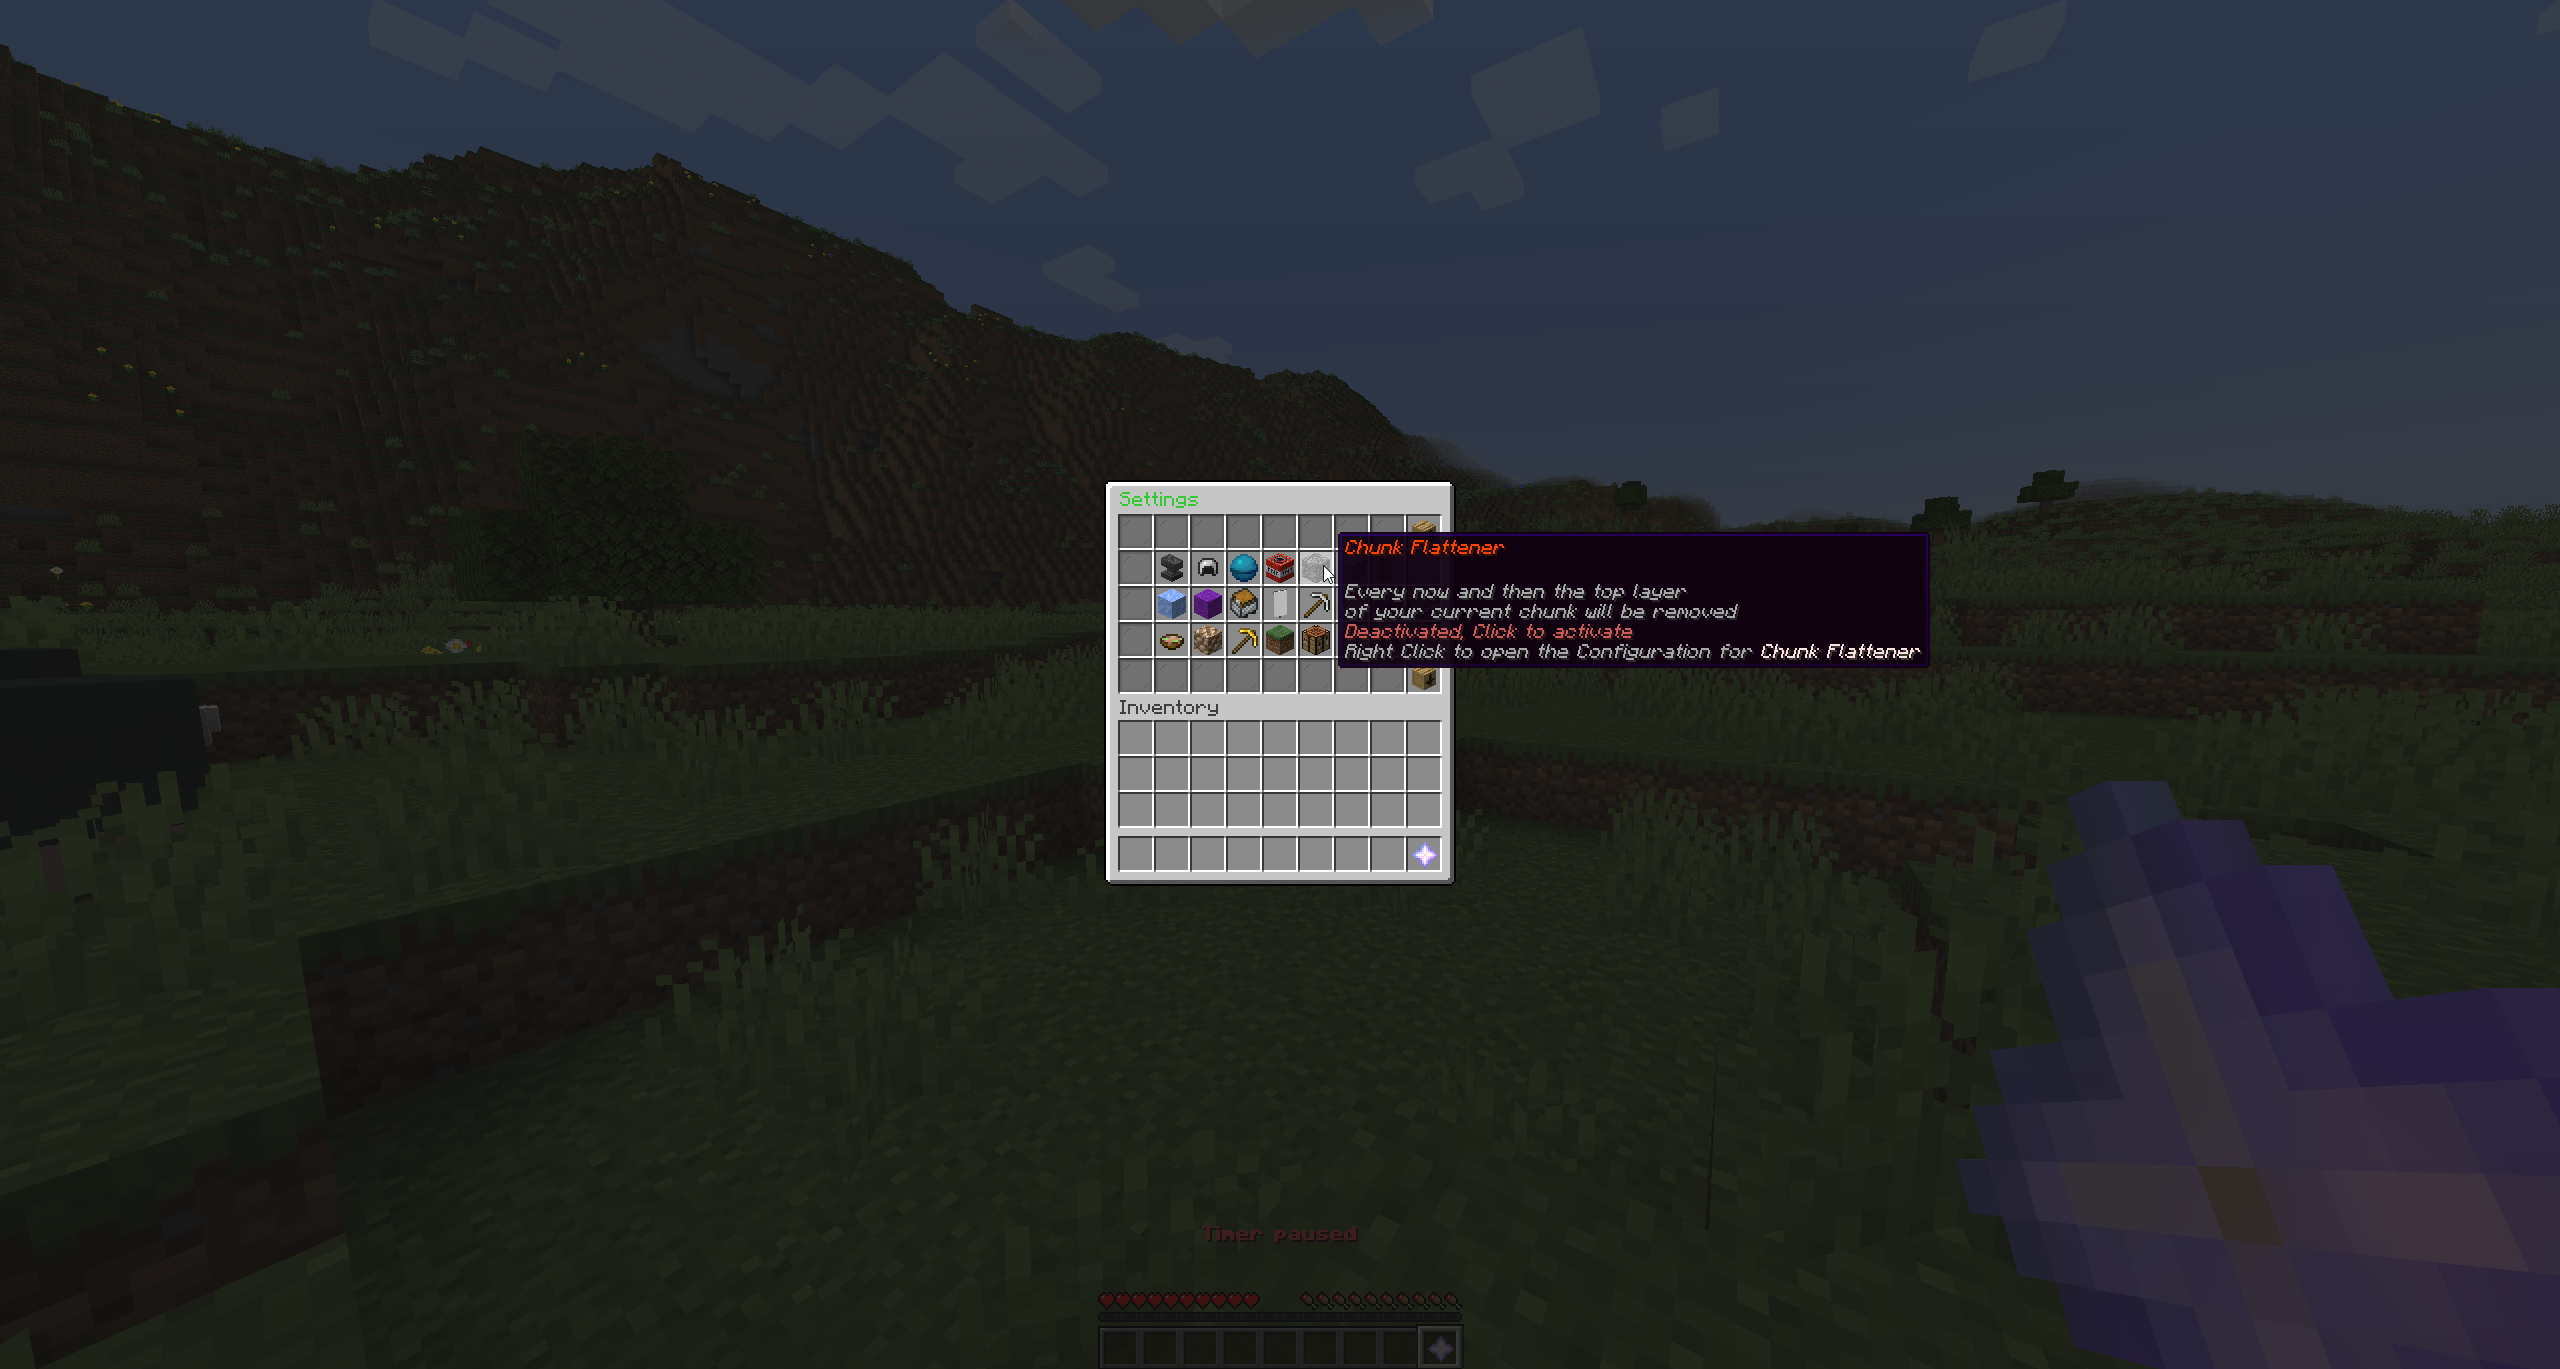 Settings
Chunk Flattener
Every now and then the top layer
of your current chunk will be removed
Deactivated, Click to activate
Right Click to open the Configuration for Chunk Flattener
Inventory
Timer paused